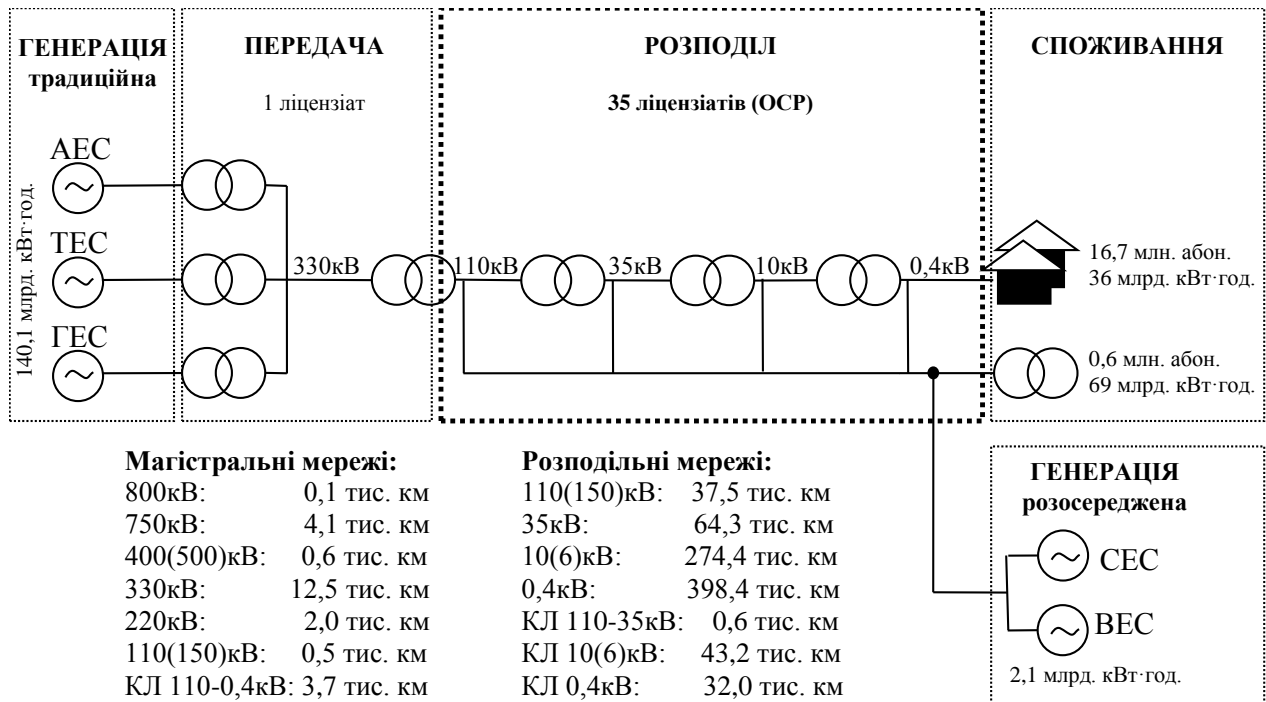 ГЕНЕРАЦІЯ
традиційна
ПЕРЕДАЧА
1 ліцензіат
РОЗПОДІЛ
35 ліцензіатів (ОСР)
СПОЖИВАННЯ
140,1 млрд. кВт·год.
АЕС
ТЕС
ГЕС
330кВ
110кВ
35кВ
10кВ
0,4кВ
16,7 млн. абон.
36 млрд. кВт·год.
0,6 млн. абон.
69 млрд. кВт·год.
Магістральні мережі:
800кВ: 0,1 тис. км
750кВ: 4,1 тис. км
400(500)кВ: 0,6 тис. км
330кВ: 12,5 тис. км
220кВ: 2,0 тис. км
110(150)кВ: 0,5 тис. км
КЛ 110-0,4кВ: 3,7 тис. км
Розподільні мережі:
110(150)кВ: 37,5 тис. км
35кВ: 64,3 тис. км
10(6)кВ: 274,4 тис. км
0,4кВ: 398,4 тис. км
КЛ 110-35кВ: 0,6 тис. км
КЛ 10(6)кВ: 43,2 тис. км
КЛ 0,4кВ: 32,0 тис. км
ГЕНЕРАЦІЯ
розосереджена
СЕС
ВЕС
2,1 млрд. кВт·год.